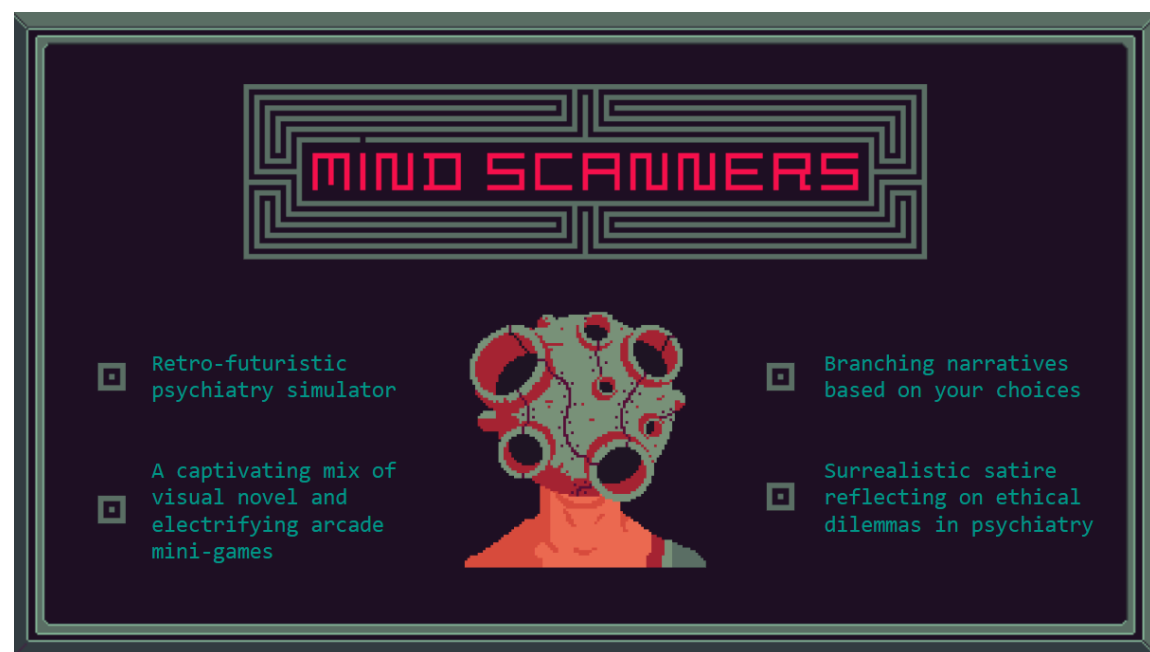 MIND SCANNERS
Retro-futuristic
psychiatry simulator
A captivating mix of
visual novel and
electrifying arcade
mini-games
Branching narratives
based on your choices
Surrealistic satire
reflecting on ethical
dilemmas in psychiatry